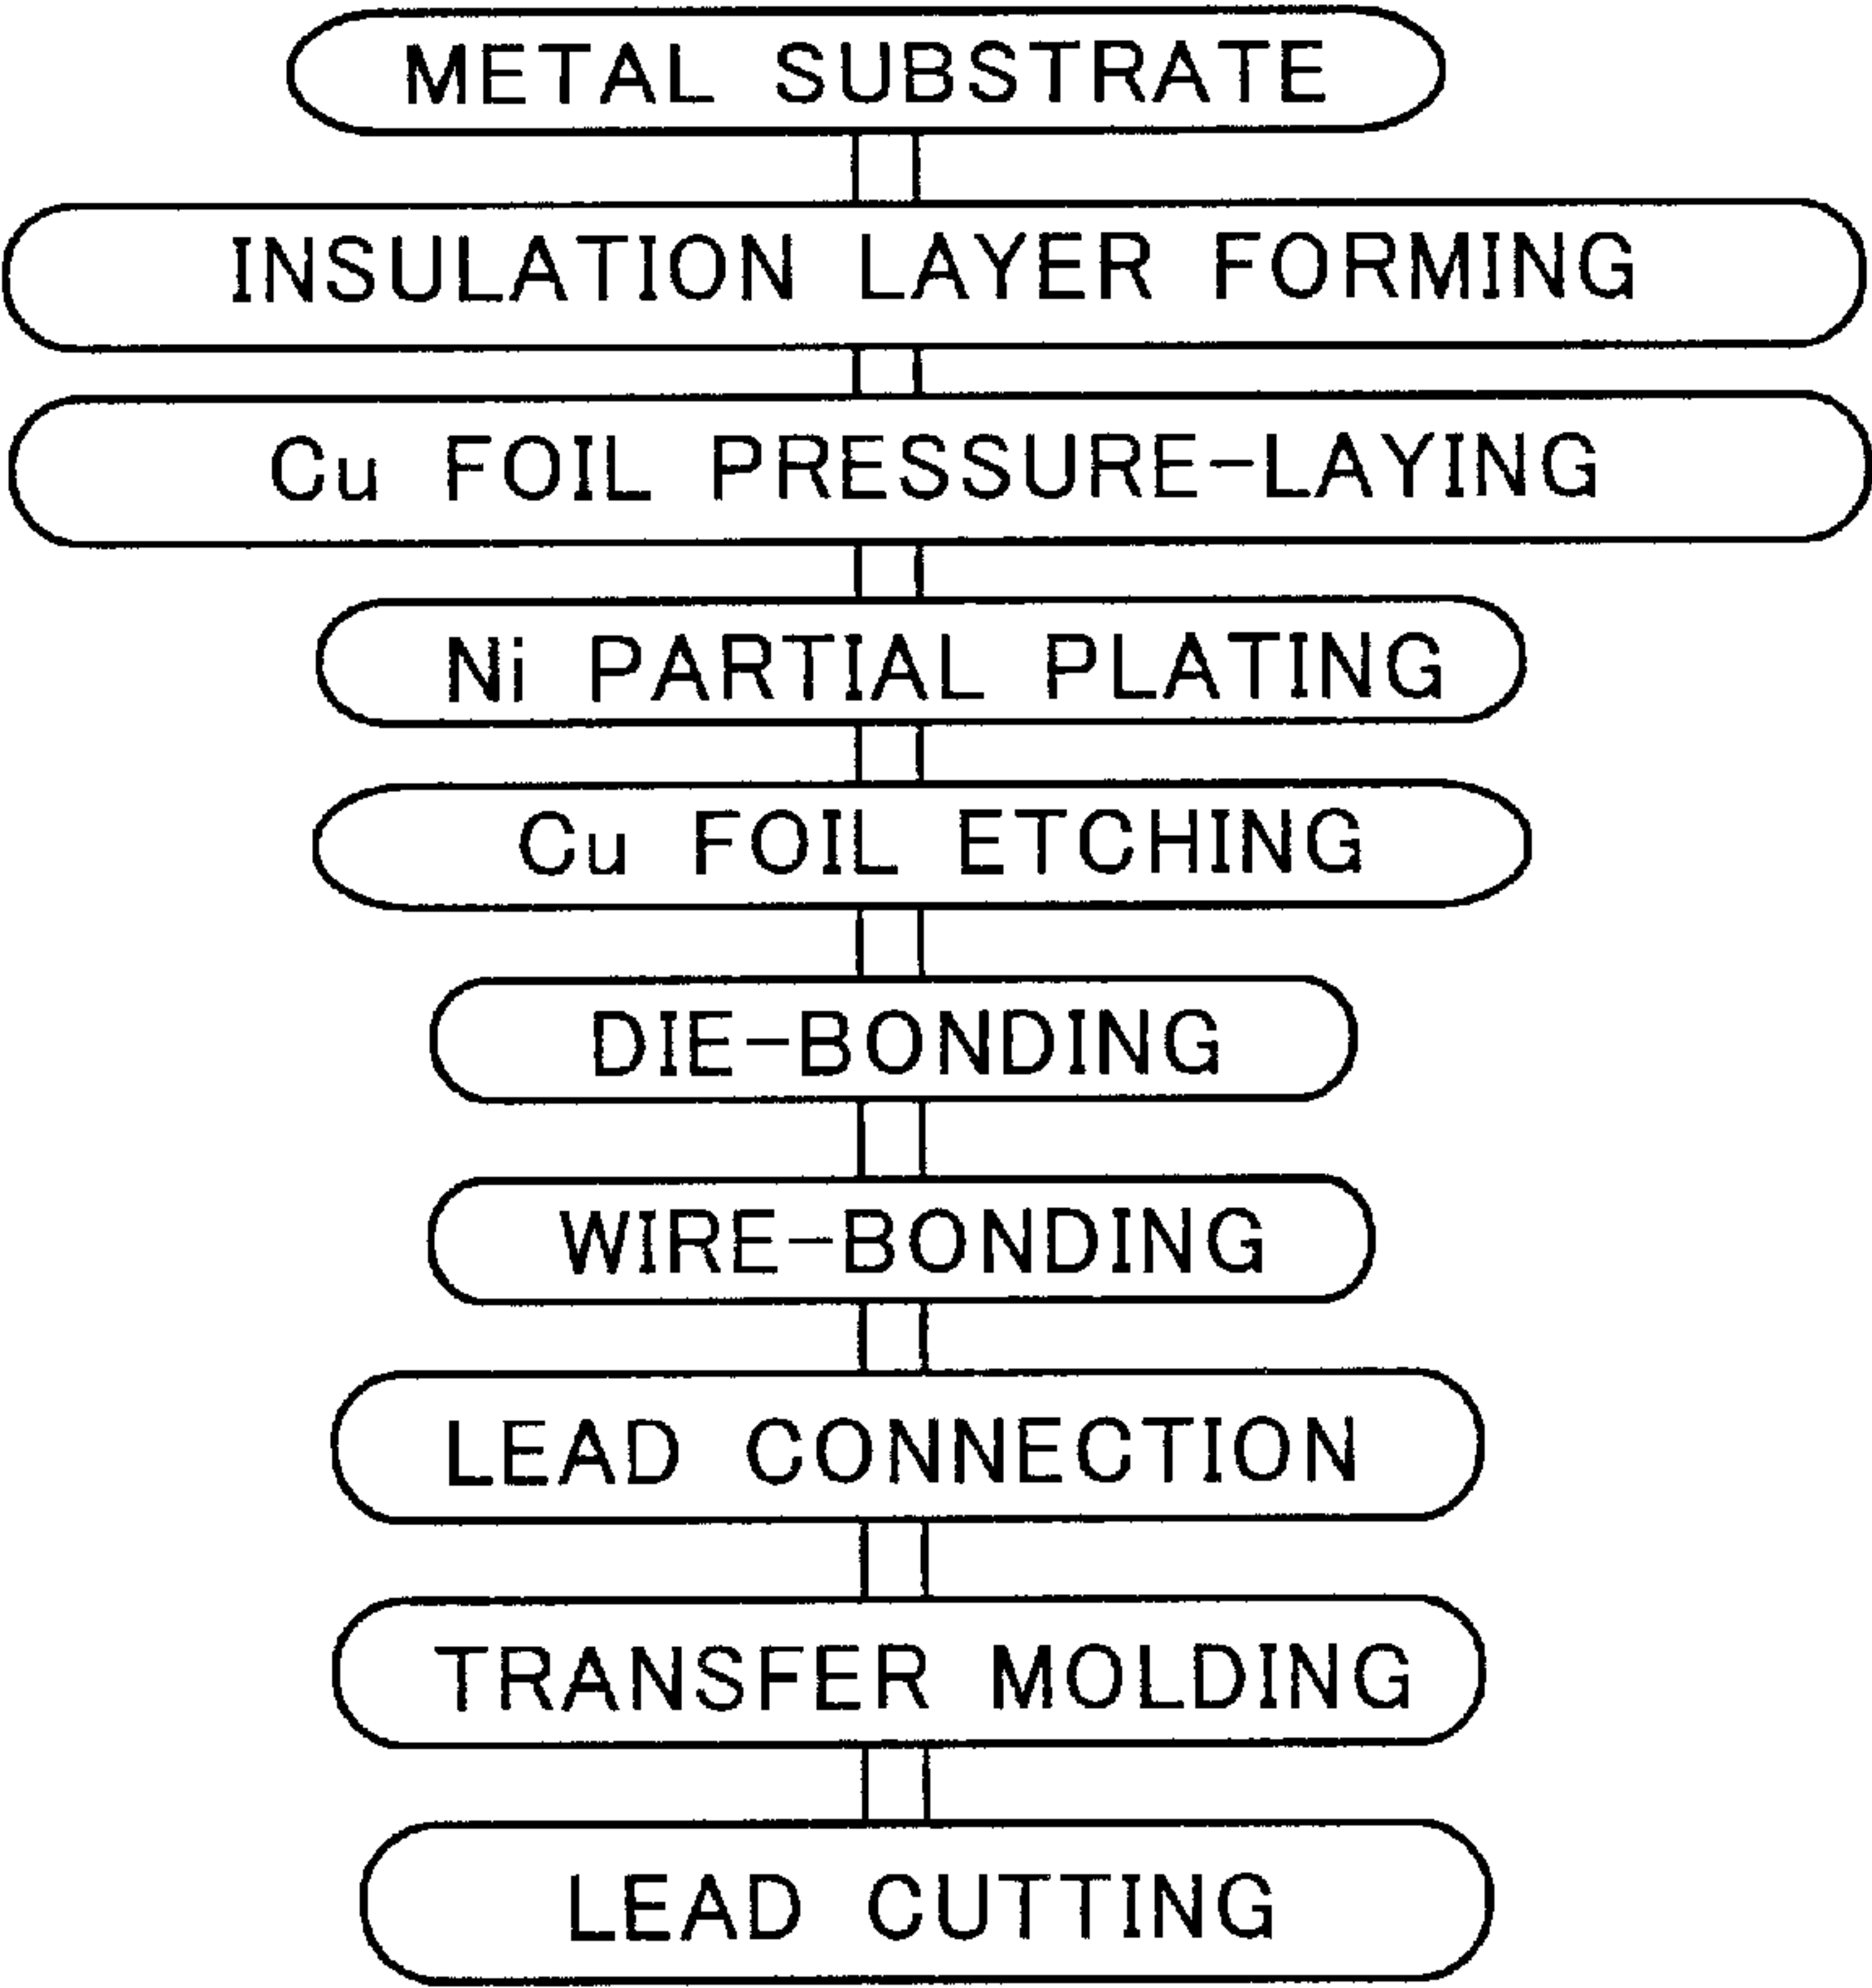 METAL SUBSTRATE
INSULATION LAYER FORMING
Cu FOIL PRESSURE-LAYING
Ni PARTIAL PLATING
Cu FOIL ETCHING
DIE-BONDING
WIRE-BONDING
LEAD CONNECTION
TRANSFER MOLDING
LEAD CUTTING